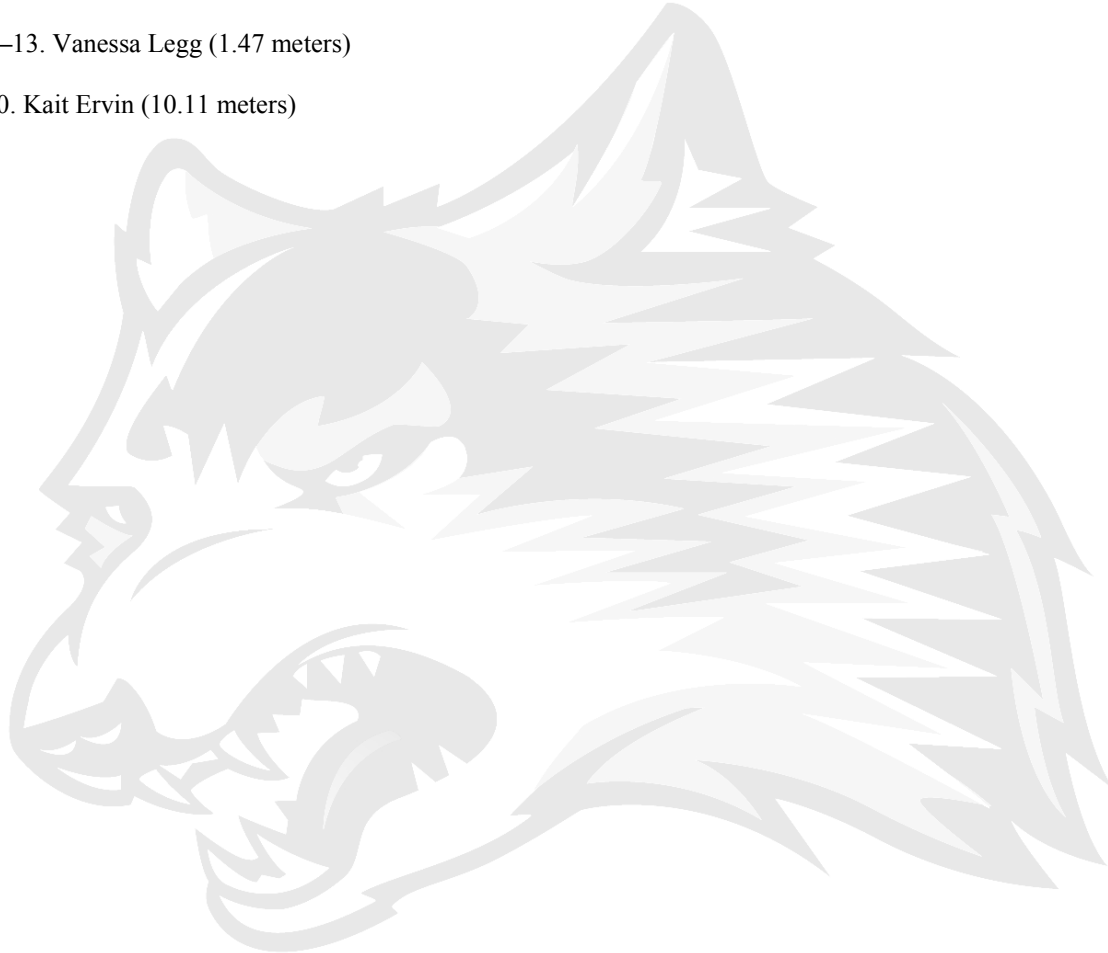 –13. Vanessa Legg (1.47 meters)
0. Kait Ervin (10.11 meters)